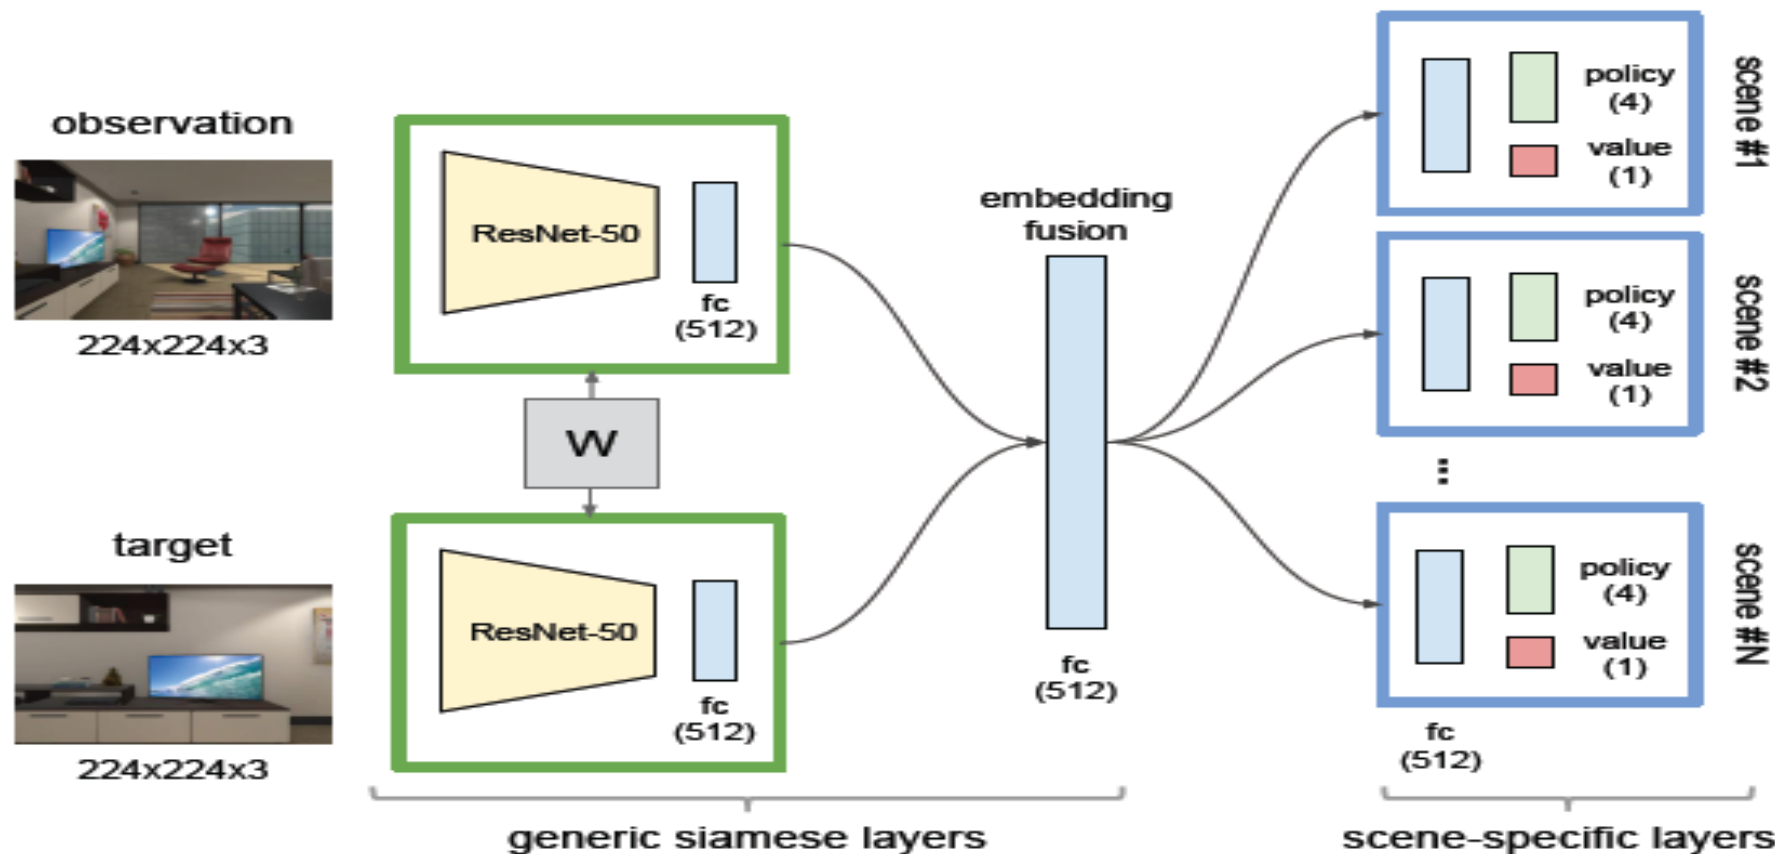 observation
224x224x3
target
224x224x3
ResNet-50
fc
(512)
W
ResNet-50
fc
(512)
embedding
fusion
fc
(512)
generic siamese layers
policy
(4)
value
(1)
scene #1
policy
(4)
value
(1)
scene #2
...
policy
(4)
value
(1)
scene #N
fc
(512)
scene-specific layers